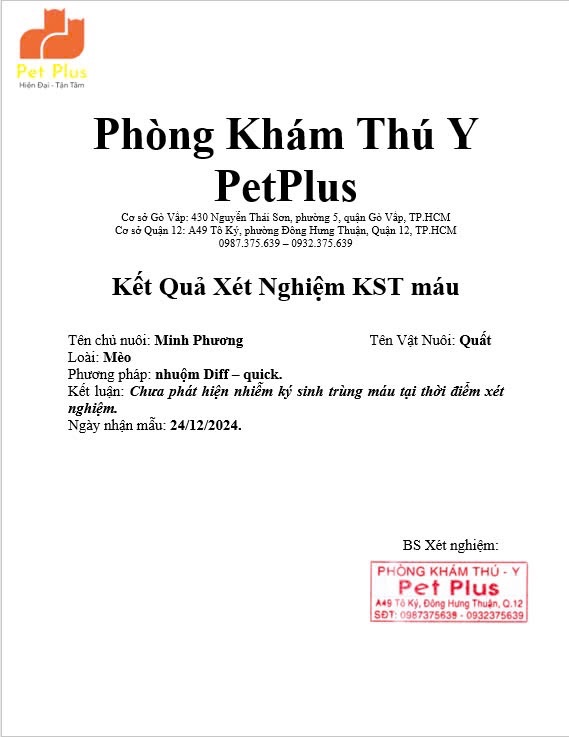 Pet Plus
Hiện Đại - Tận Tâm
Phòng Khám Thú Y
PetPlus
Cơ sở Gò Vấp: 430 Nguyễn Thái Sơn, phường 5, quận Gò Vấp, TP.HCM
Cơ sở Quận 12: A49 Tô Ký, phường Đông Hưng Thuận, Quận 12, TP.HCM
0987.375.639 – 0932.375.639
Kết Quả Xét Nghiệm KST máu
Tên chủ nuôi: Minh Phương Tên Vật Nuôi: Quất
Loài: Mèo
Phương pháp: nhuộm Diff – quick.
Kết luận: Chưa phát hiện nhiễm ký sinh trùng máu tại thời điểm xét
nghiệm.
Ngày nhận mẫu: 24/12/2024.
BS Xét nghiệm:
PHÒNG KHÁM THÚ - Y
Pet Plus
A49 Tô Ký, Đông Hưng Thuận, Q.12
SĐT: 0987375639 - 0932375639